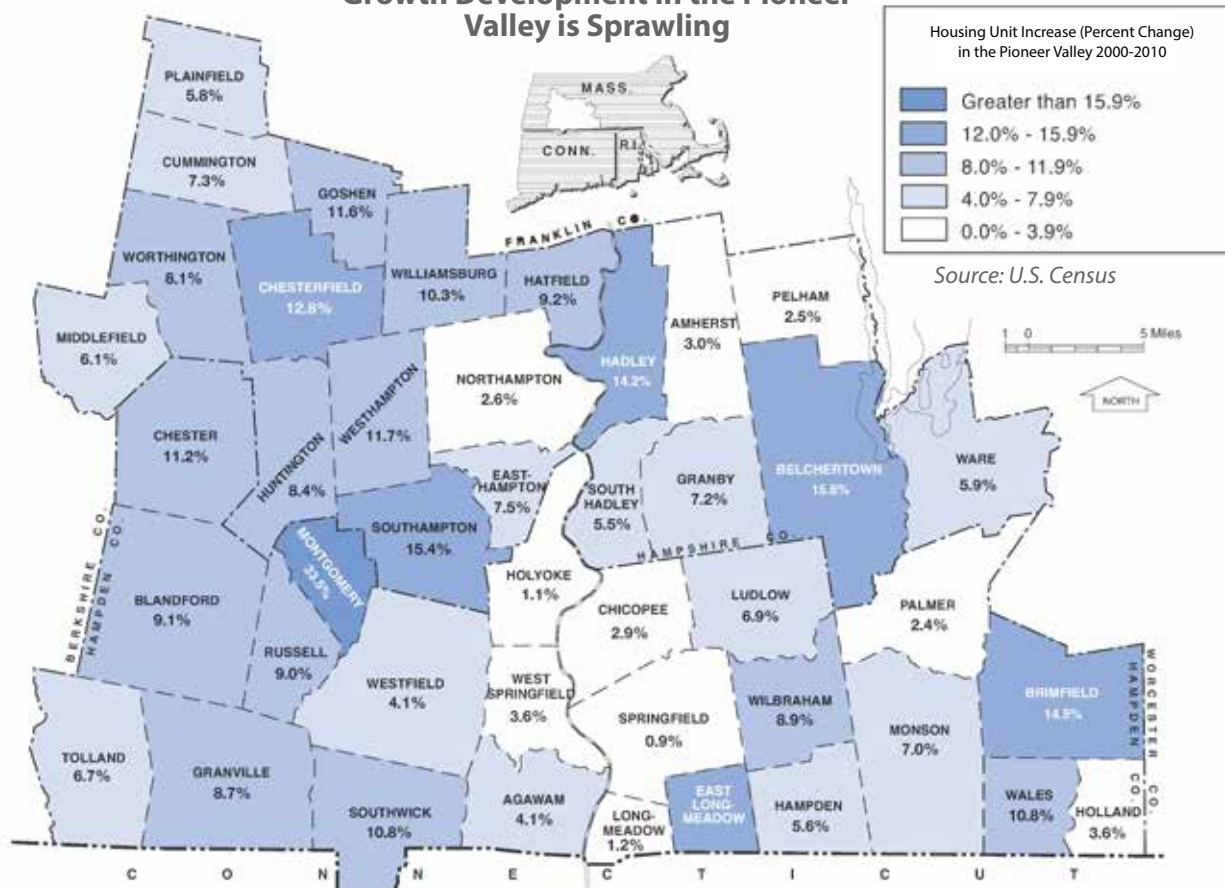 Growth Development in the Pioneer
Valley is Sprawling
Housing Unit Increase (Percent Change)
in the Pioneer Valley 2000-2010
Greater than 15.9%
12.0% - 15.9%
8.0% - 11.9%
4.0% - 7.9%
0.0% - 3.9%
Source: U.S. Census
1 0 5 Miles
NORTH
MASS.
CONN.
R.I.
PLAINFIELD
5.8%
CUMMINGTON
7.3%
GOSHEN
11.6%
WORTHINGTON
8.1%
CHESTERFIELD
12.8%
WILLIAMSBURG
10.3%
FRANKLIN CO.
HATFIELD
9.2%
HADLEY
14.2%
AMHERST
3.0%
PELHAM
2.5%
MIDDLEFIELD
6.1%
NORTHAMPTON
2.6%
CHESTER
11.2%
HUNTINGTON
8.4%
WESTHAMPTON
11.7%
EAST-
HAMPTON
7.5%
SOUTH
HADLEY
5.5%
GRANBY
7.2%
BELCHERTOWN
15.6%
WARE
5.9%
BERKSHIRE CO.
HAMPDEN CO
MONTGOMERY
33.5%
SOUTHAMPTON
15.4%
HAMPSHIRE CO.
HOLYOKE
1.1%
CHICOPEE
2.9%
LUDLOW
6.9%
PALMER
2.4%
BLANDFORD
9.1%
RUSSELL
9.0%
WESTFIELD
4.1%
WEST
SPRINGFIELD
3.6%
SPRINGFIELD
0.9%
WILBRAHAM
8.9%
MONSON
7.0%
BRIMFIELD
14.5%
HAMPDEN CO.
WORCESTER CO.
TOLLAND
6.7%
GRANVILLE
8.7%
SOUTHWICK
10.8%
AGAWAM
4.1%
LONG-
MEADOW
1.2%
EAST
LONG-
MEADOW
HAMPDEN
5.6%
WALES
10.8%
HOLLAND
3.6%
CONNECTICUT